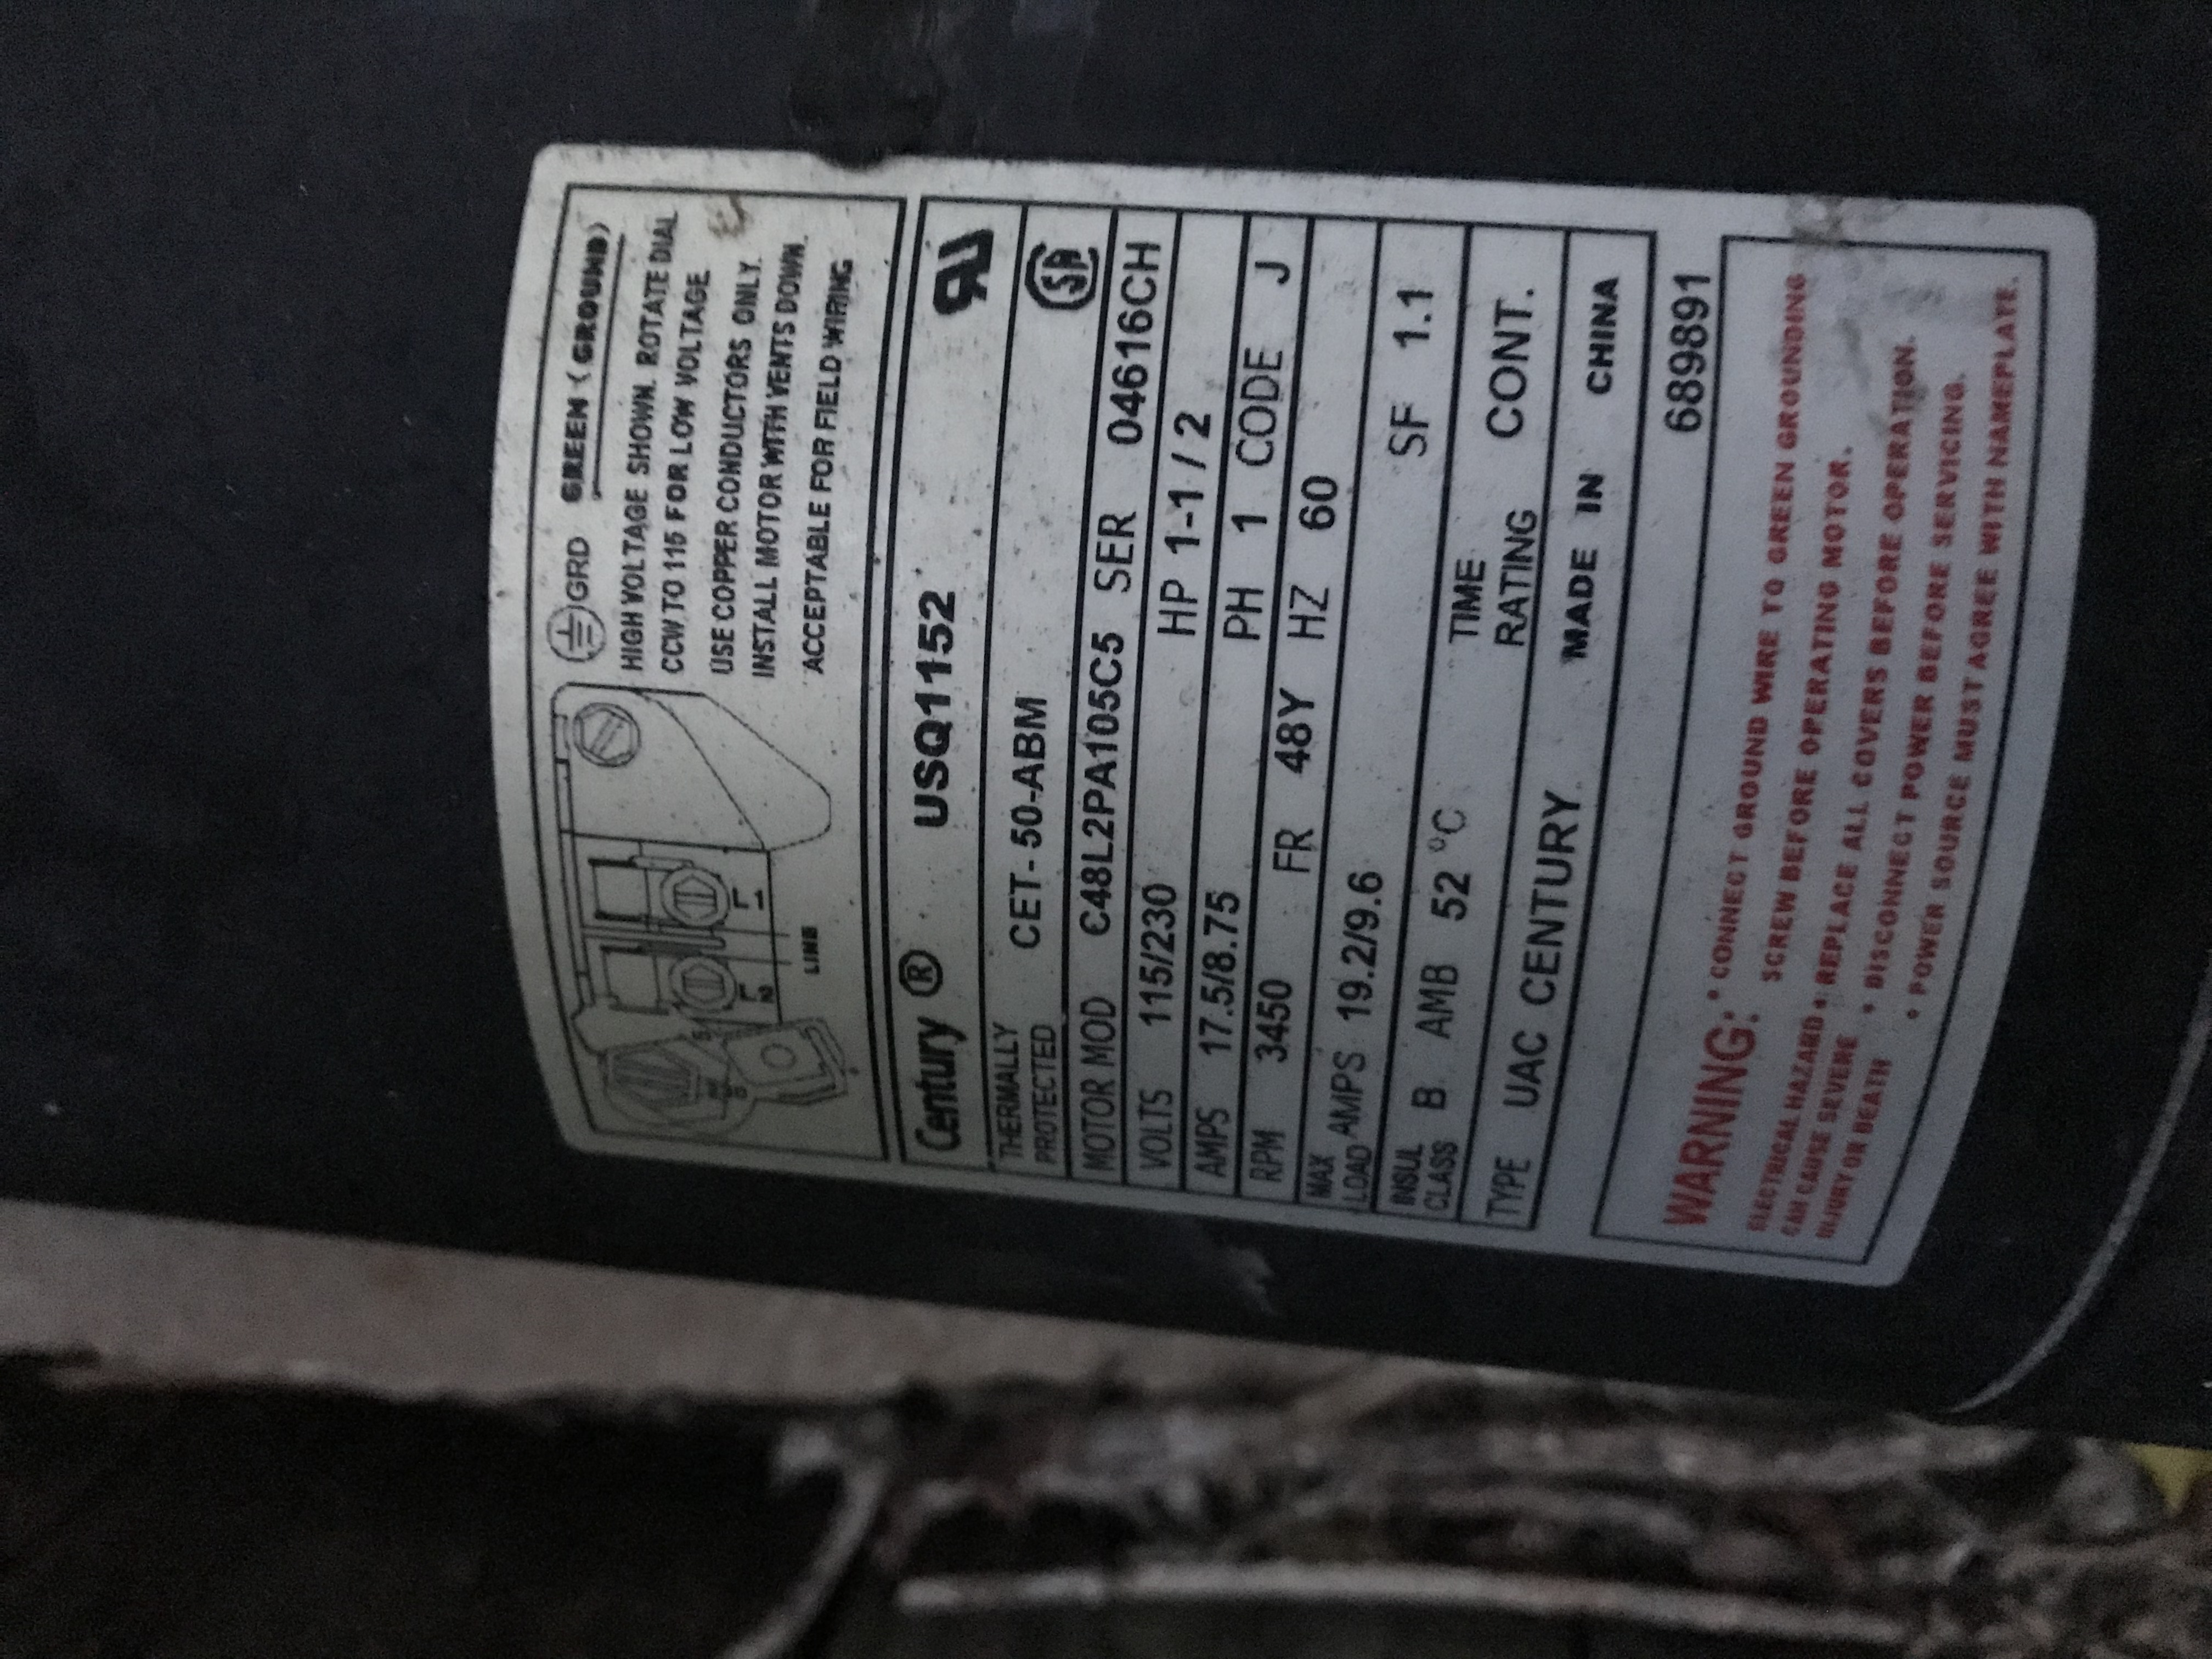 GRD GREEN (GROUND)
HIGH VOLTAGE SHOWN. ROTATE DIAL
CCW TO 115 FOR LOW VOLTAGE
USE COPPER CONDUCTORS ONLY.
INSTALL MOTOR WITH VENTS DOWN.
ACCEPTABLE FOR FIELD WIRING
L2 L1
LINE
Century ® USQ1152
THERMALLY
PROTECTED CET-50-ABM
MOTOR MOD C48L2PA105C5 SER 04616CH
VOLTS 115/230 HP 1-1/2
AMPS 17.5/8.75 PH 1 CODE J
RPM 3450 FR 48Y HZ 60
MAX
LOAD AMPS 19.2/9.6
INSUL
CLASS B AMB 52 °C SF 1.1
TYPE UAC CENTURY TIME
RATING CONT.
MADE IN CHINA
689891
WARNING: • CONNECT GROUND WIRE TO GREEN GROUNDING
SCREW BEFORE OPERATING MOTOR.
ELECTRICAL HAZARD • REPLACE ALL COVERS BEFORE OPERATION.
CAN CAUSE SEVERE • DISCONNECT POWER BEFORE SERVICING.
INJURY OR DEATH • POWER SOURCE MUST AGREE WITH NAMEPLATE.